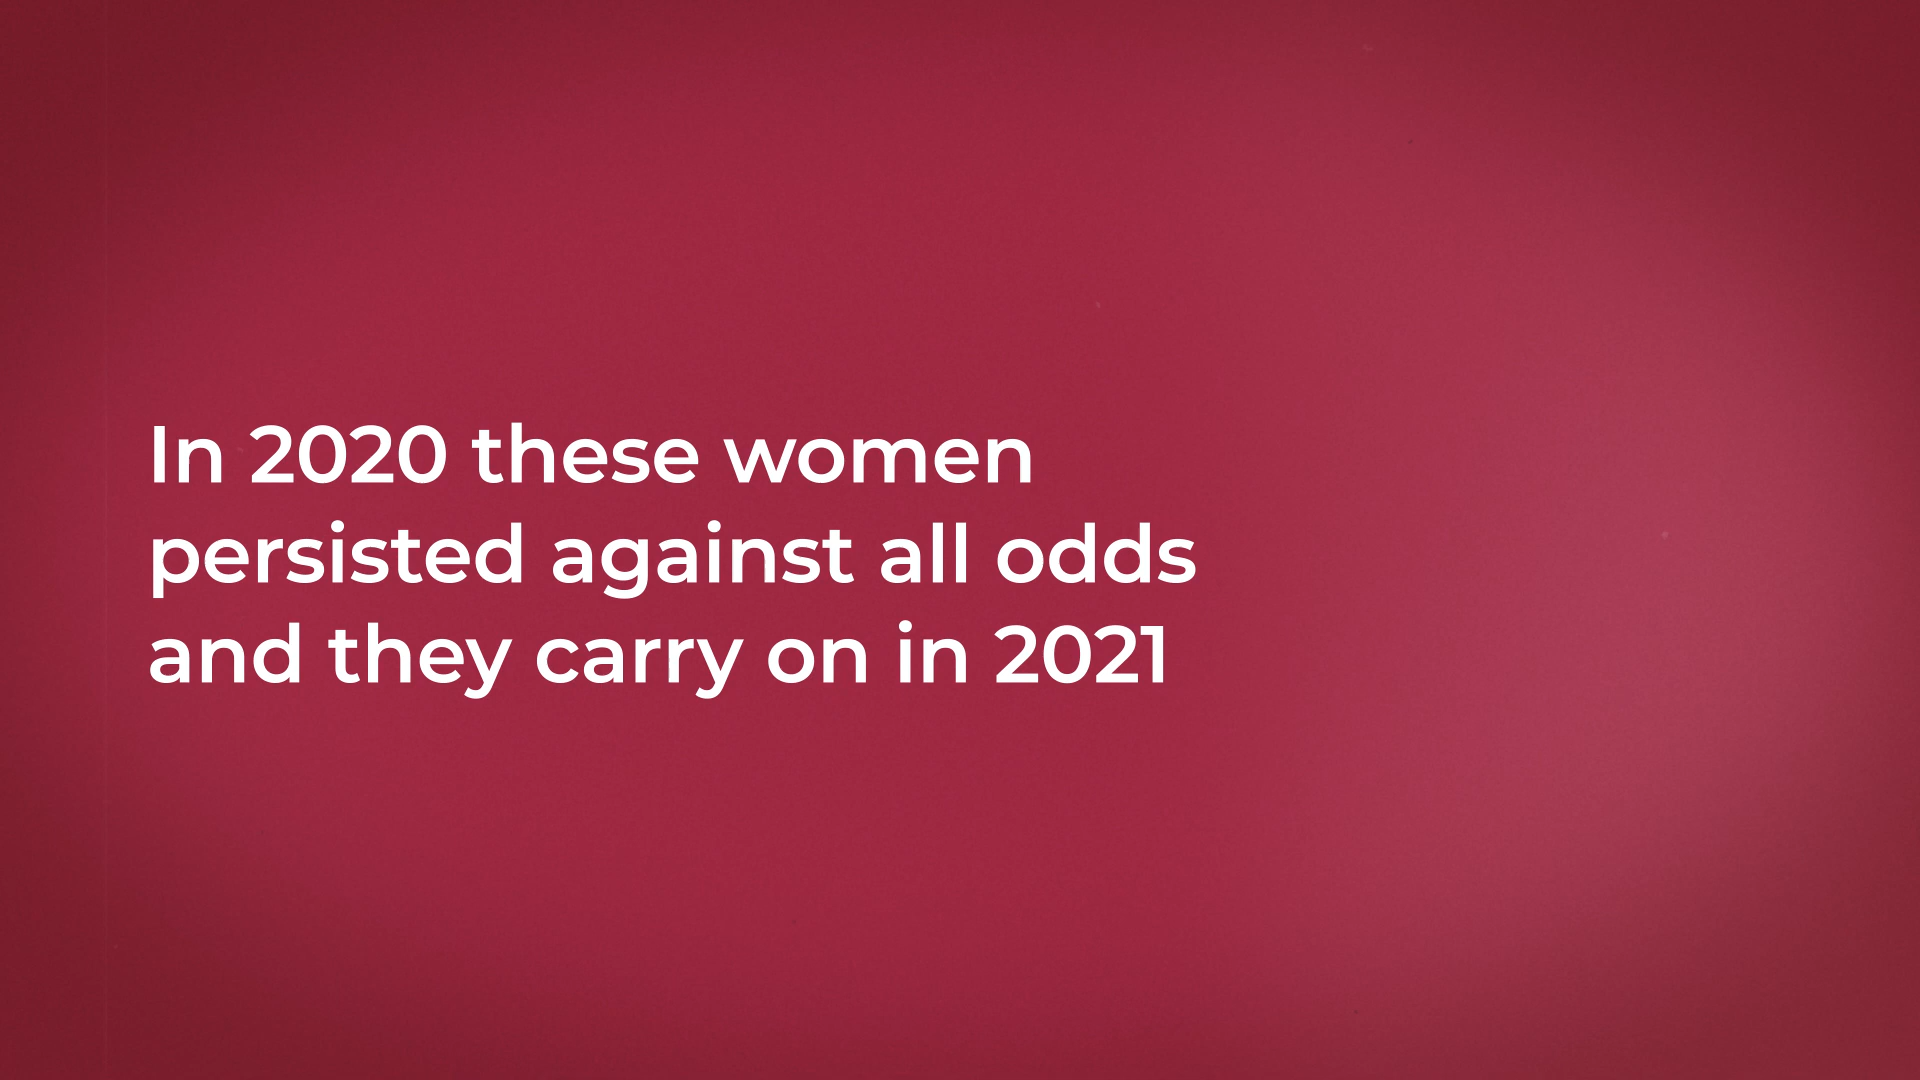 In 2020 these women
persisted against all odds
and they carry on in 2021